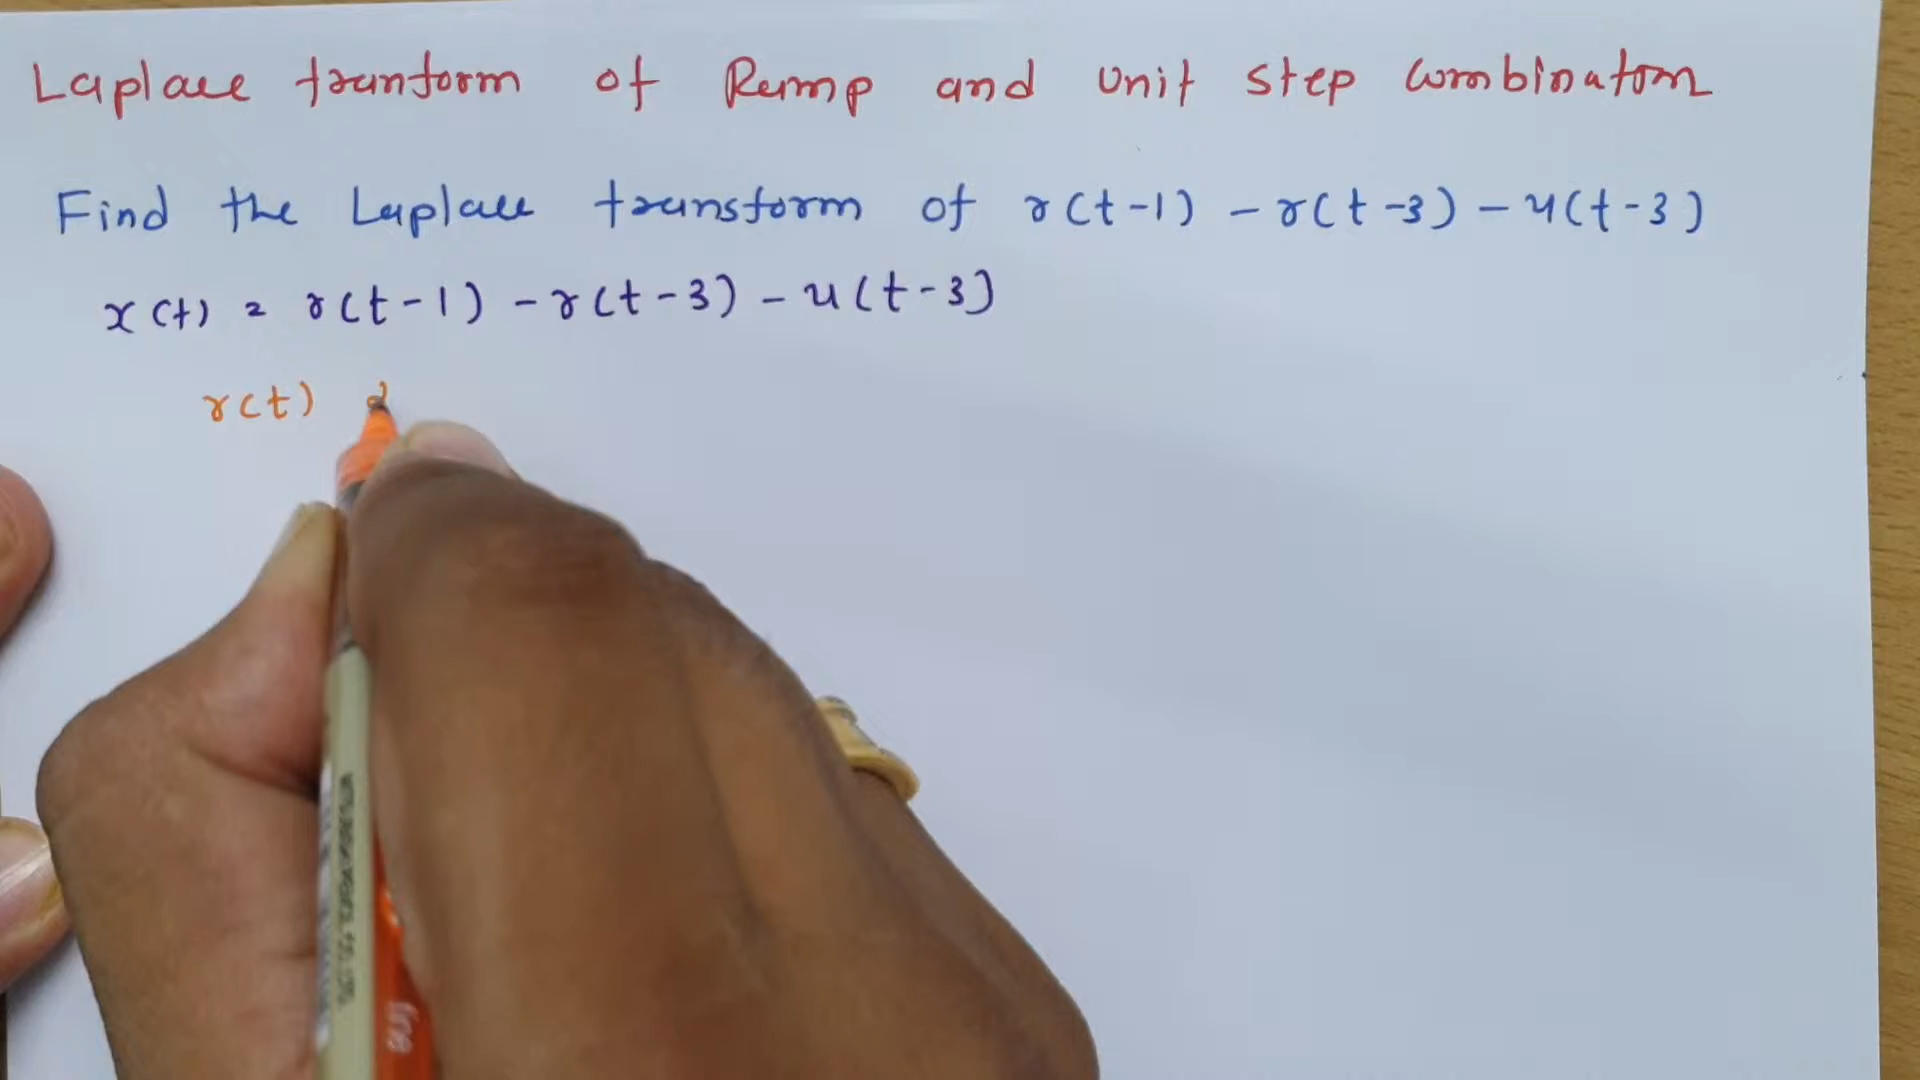 Laplace tranform of Ramp and unit step combination
Find the Laplace transform of r(t-1) - r(t-3) - u(t-3)
x(t) = r(t-1) - r(t-3) - u(t-3)
r(t)